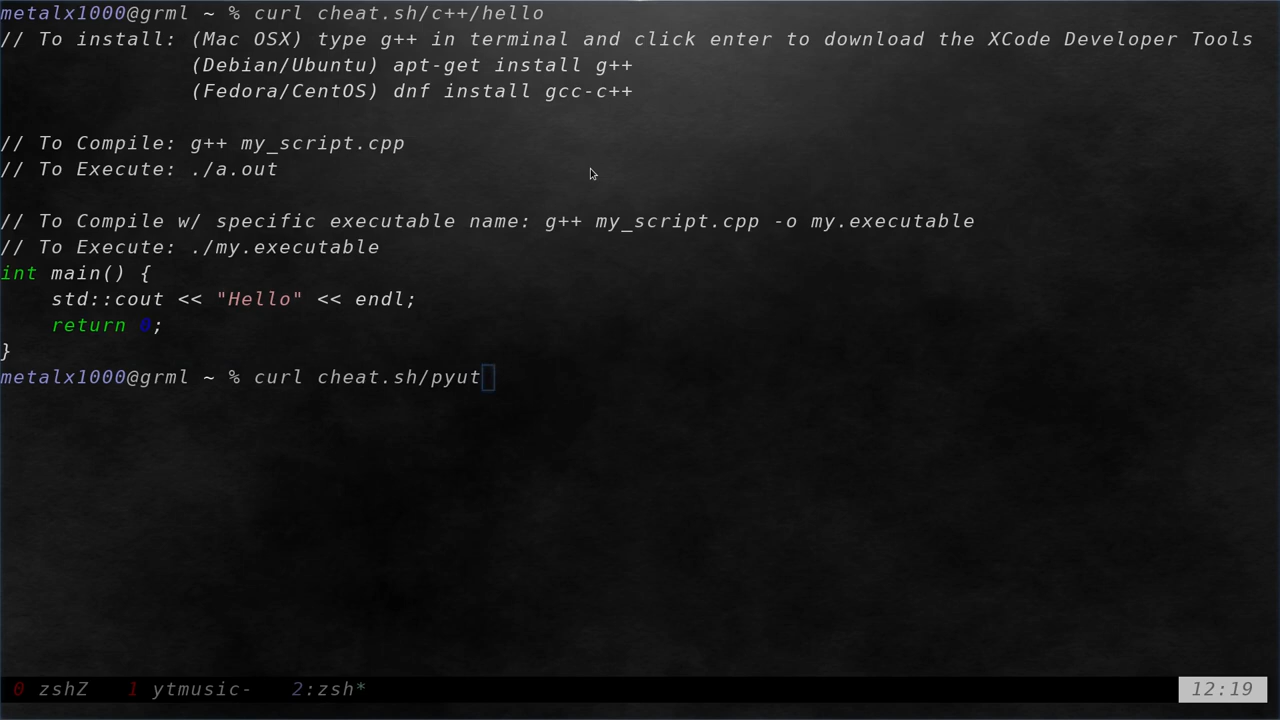 metalx1000@grml ~ % curl cheat.sh/c++/hello
// To install: (Mac OSX) type g++ in terminal and click enter to download the XCode Developer Tools
               (Debian/Ubuntu) apt-get install g++
               (Fedora/CentOS) dnf install gcc-c++

// To Compile: g++ my_script.cpp
// To Execute: ./a.out

// To Compile w/ specific executable name: g++ my_script.cpp -o my.executable
// To Execute: ./my.executable
int main() {
    std::cout << "Hello" << endl;
    return 0;
}
metalx1000@grml ~ % curl cheat.sh/pyut
0 zshZ   1 ytmusic-   2:zsh*   12:19